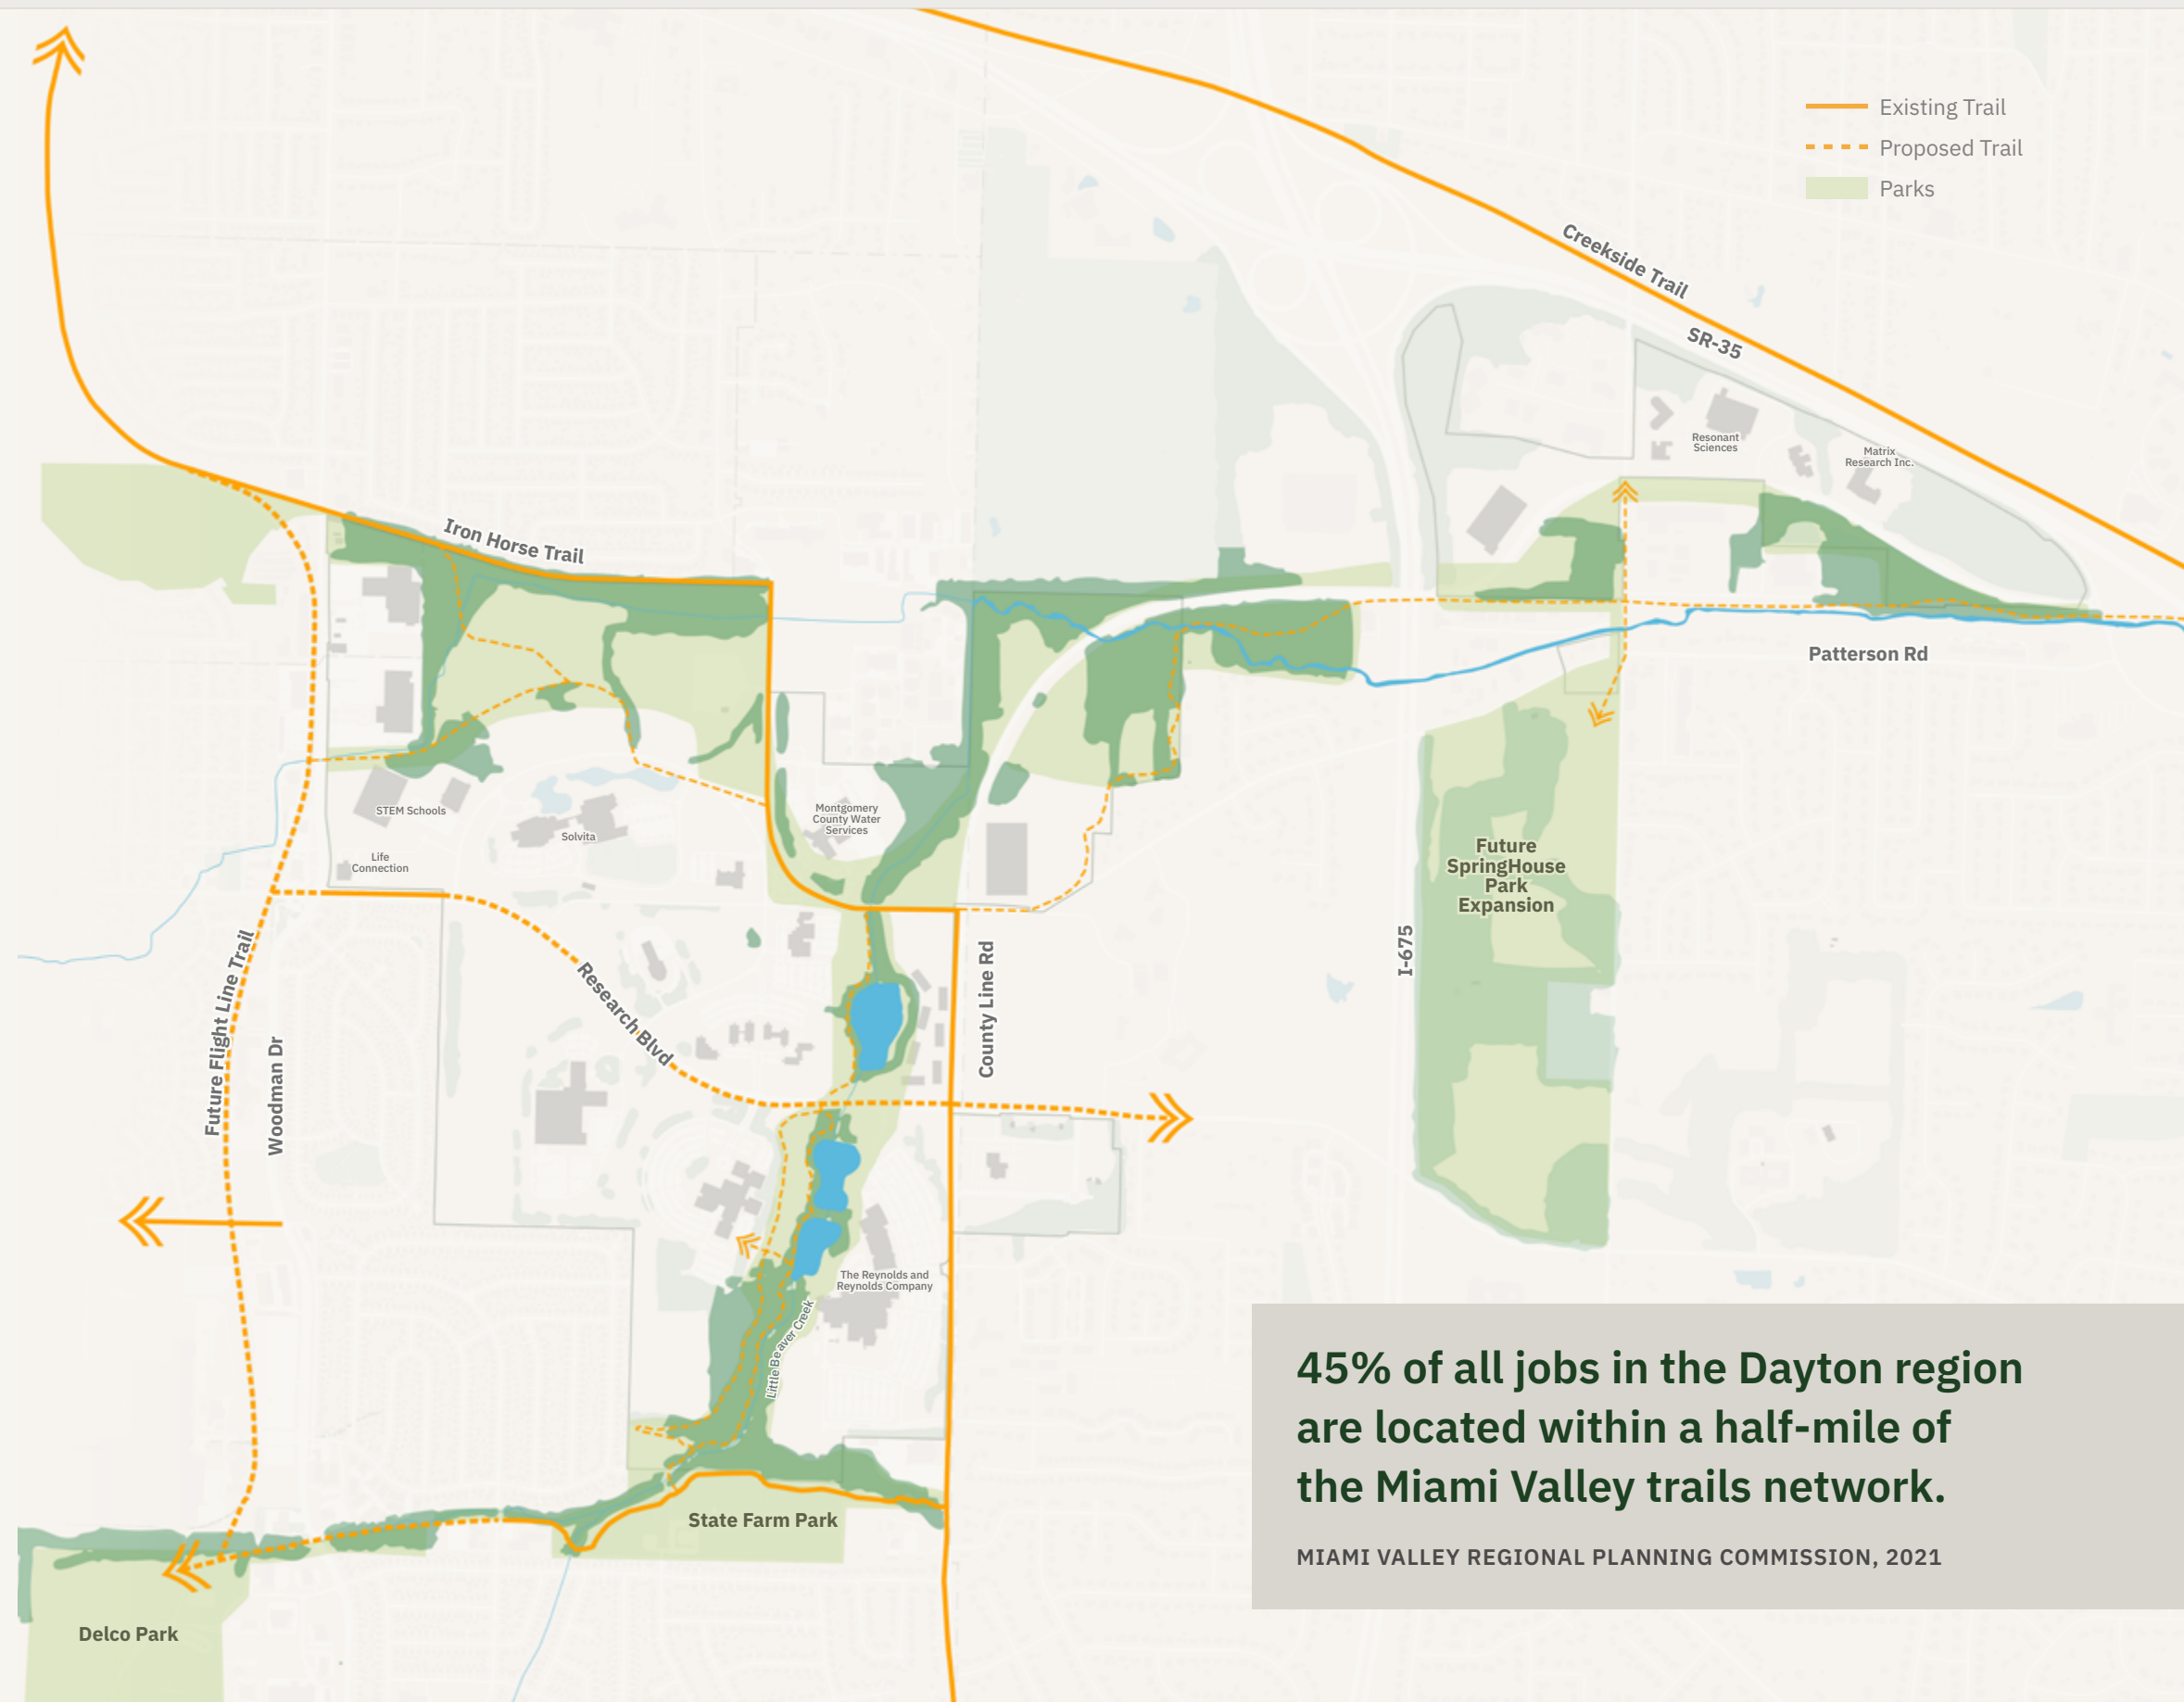 Existing Trail
Proposed Trail
Parks
Creekside Trail
SR-35
Resonant
Sciences
Matrix
Research Inc.
Iron Horse Trail
Patterson Rd
STEM Schools
Solvita
Montgomery
County Water
Services
Life
Connection
Future
SpringHouse
Park
Expansion
I-675
Future Flight Line Trail
Woodman Dr
Research Blvd
County Line Rd
The Reynolds and
Reynolds Company
Little Beaver Creek
State Farm Park
Delco Park
45% of all jobs in the Dayton region
are located within a half-mile of
the Miami Valley trails network.
MIAMI VALLEY REGIONAL PLANNING COMMISSION, 2021